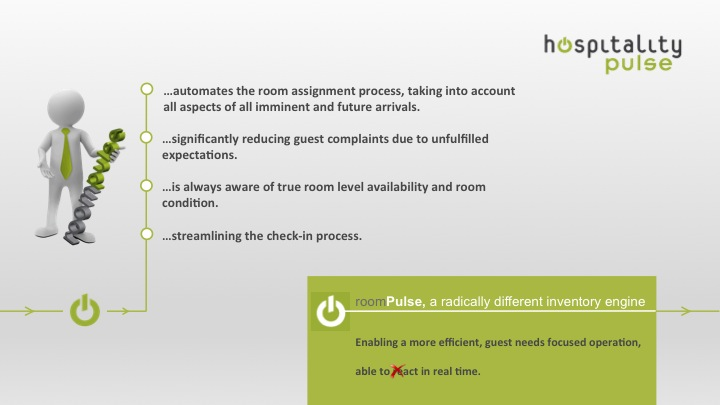 hospitality
pulse
...automates the room assignment process, taking into account
all aspects of all imminent and future arrivals.
...significantly reducing guest complaints due to unfulfilled
expectations.
...is always aware of true room level availability and room
condition.
...streamlining the check-in process.
roomPulse, a radically different inventory engine
Enabling a more efficient, guest needs focused operation,
able to react in real time.